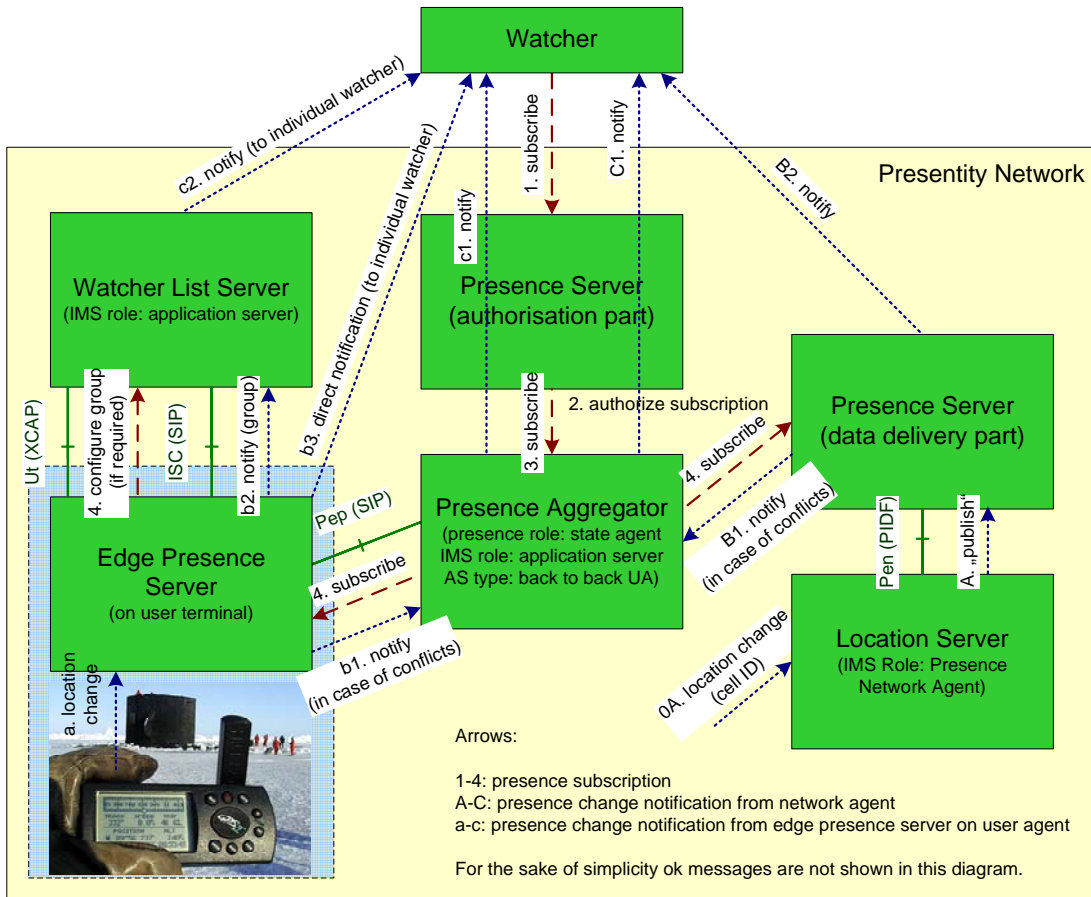 Watcher
Presentity Network
c2. notify (to individual watcher)
b3. direct notification (to individual watcher)
c1. notify
1. subscribe
C1. notify
B2. notify
Watcher List Server
(IMS role: application server)
Presence Server
(authorisation part)
Presence Server
(data delivery part)
Ut (XCAP)
4. configure group
(if required)
ISC (SIP)
b2. notify (group)
3. subscribe
2. authorize subscription
4. subscribe
B1. notify
(in case of conflicts)
Pep (SIP)
Edge Presence
Server
(on user terminal)
Presence Aggregator
(presence role: state agent
IMS role: application server
AS type: back to back UA)
4. subscribe
b1. notify
(in case of conflicts)
Pen (PIDF)
A. „publish“
Location Server
(IMS Role: Presence
Network Agent)
0A. location change
(cell ID)
a. location
change
POSITION
ALT
Arrows:
1-4: presence subscription
A-C: presence change notification from network agent
a-c: presence change notification from edge presence server on user agent
For the sake of simplicity ok messages are not shown in this diagram.